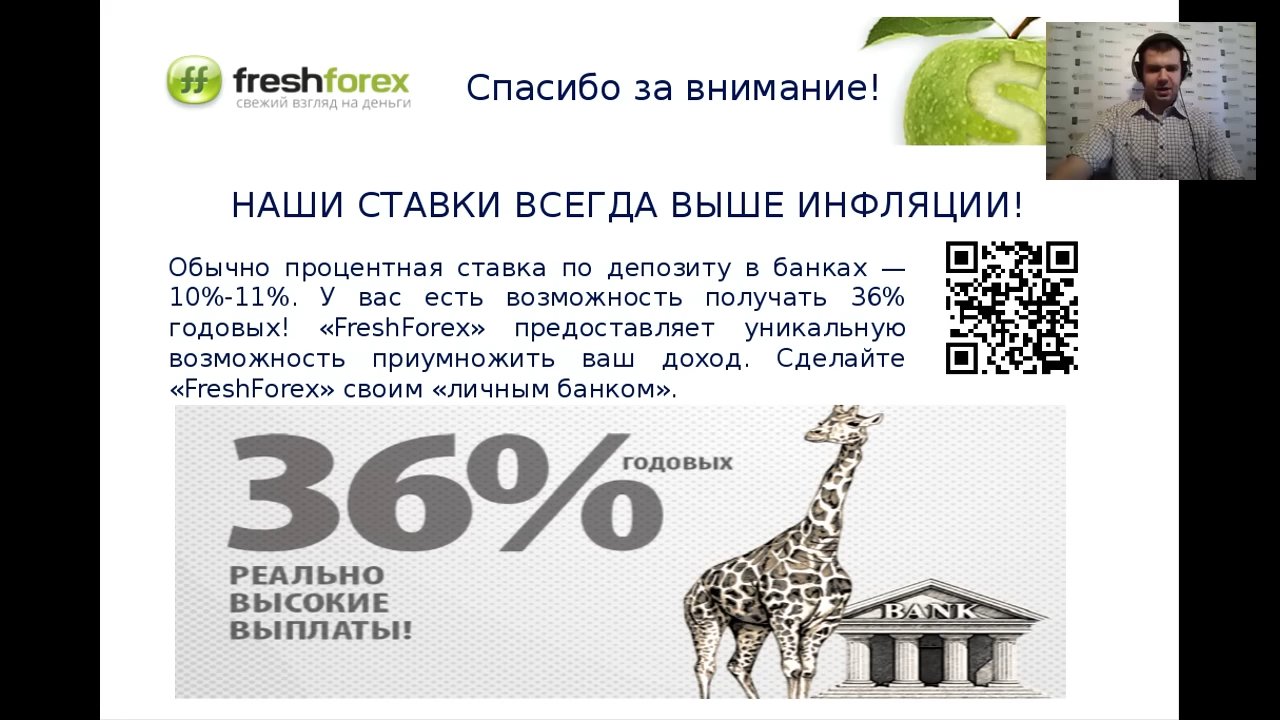 freshforex
свежий взгляд на деньги
Спасибо за внимание!
НАШИ СТАВКИ ВСЕГДА ВЫШЕ ИНФЛЯЦИИ!
Обычно процентная ставка по депозиту в банках —
10%-11%. У вас есть возможность получать 36%
годовых! «FreshForex» предоставляет уникальную
возможность приумножить ваш доход. Сделайте
«FreshForex» своим «личным банком».
36%
годовых
РЕАЛЬНО
ВЫСОКИЕ
ВЫПЛАТЫ!
BANK